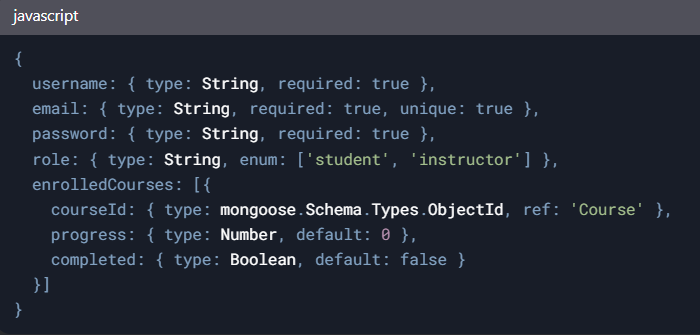 javascript
{
  username: { type: String, required: true },
  email: { type: String, required: true, unique: true },
  password: { type: String, required: true },
  role: { type: String, enum: ['student', 'instructor'] },
  enrolledCourses: [{
    courseId: { type: mongoose.Schema.Types.ObjectId, ref: 'Course' },
    progress: { type: Number, default: 0 },
    completed: { type: Boolean, default: false }
  }]
}